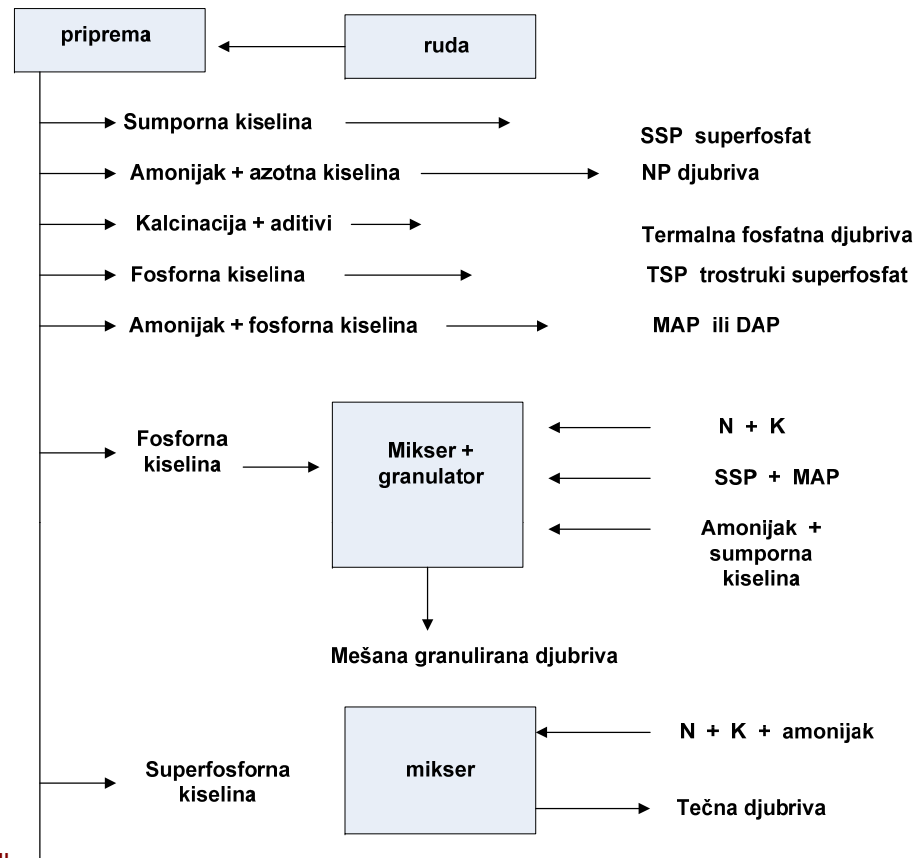 priprema
ruda
Sumporna kiselina
SSP superfosfat
Amonijak + azotna kiselina
NP djubriva
Kalcinacija + aditivi
Termalna fosfatna djubriva
Fosforna kiselina
TSP trostruki superfosfat
Amonijak + fosforna kiselina
MAP ili DAP
Fosforna
kiselina
Mikser +
granulator
N + K
SSP + MAP
Amonijak +
sumporna
kiselina
Mešana granulirana djubriva
Superfosforna
kiselina
mikser
N + K + amonijak
Tečna djubriva